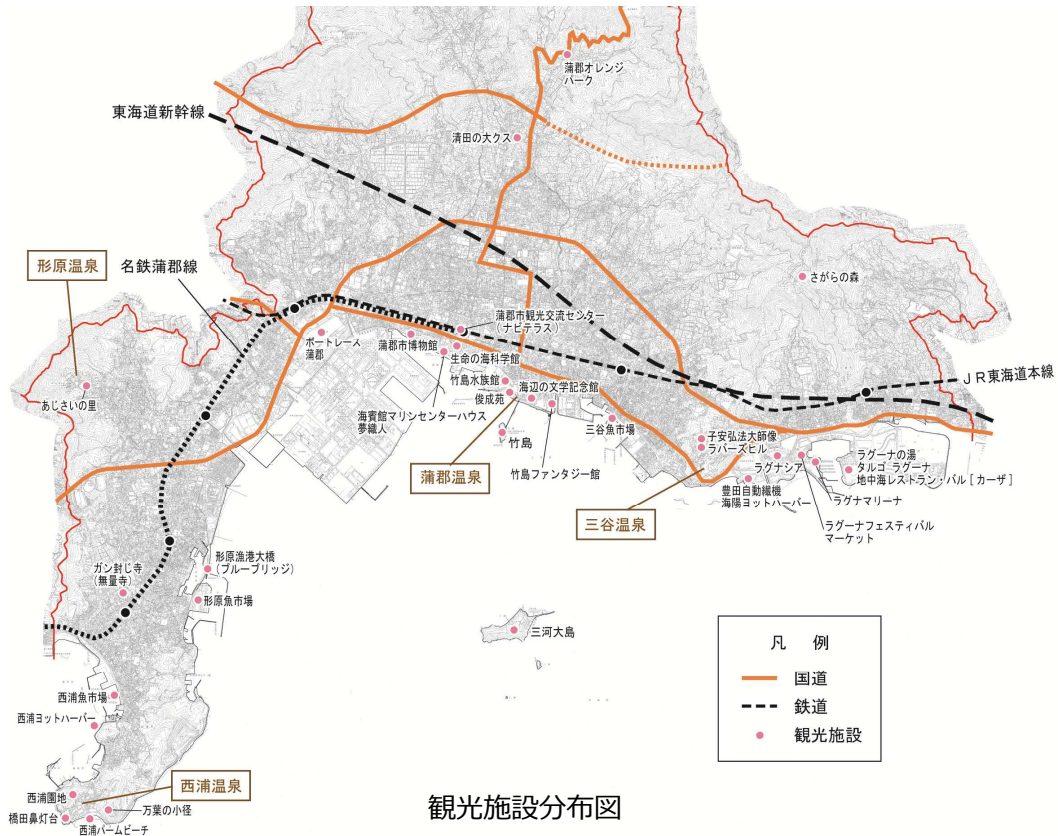 蒲郡オレンジ
パーク
東海道新幹線
清田の大クス
形原温泉
名鉄蒲郡線
さがらの森
蒲郡市観光交流センター
(ナビテラス)
ボートレース
蒲郡
蒲郡市博物館
生命の海科学館
竹島水族館
俊成苑
海辺の文学記念館
JR東海道本線
あじさいの里
海賓館マリンセンターハウス
夢織人
三谷魚市場
竹島
竹島ファンタジー館
蒲郡温泉
子安弘法大師像
ラバーズヒル
ラグナシア
ラグーナの湯
タルゴ ラグーナ
地中海レストラン・バル[カーザ]
豊田自動織機
海陽ヨットハーバー
ラグナマリーナ
三谷温泉
ラグーナフェスティバル
マーケット
形原漁港大橋
(ブルーブリッジ)
ガン封じ寺
(無量寺)
形原魚市場
三河大島
凡 例
国道
鉄道
観光施設
西浦魚市場
西浦ヨットハーバー
西浦温泉
西浦園地
万葉の小径
橋田鼻灯台
西浦パームビーチ
観光施設分布図